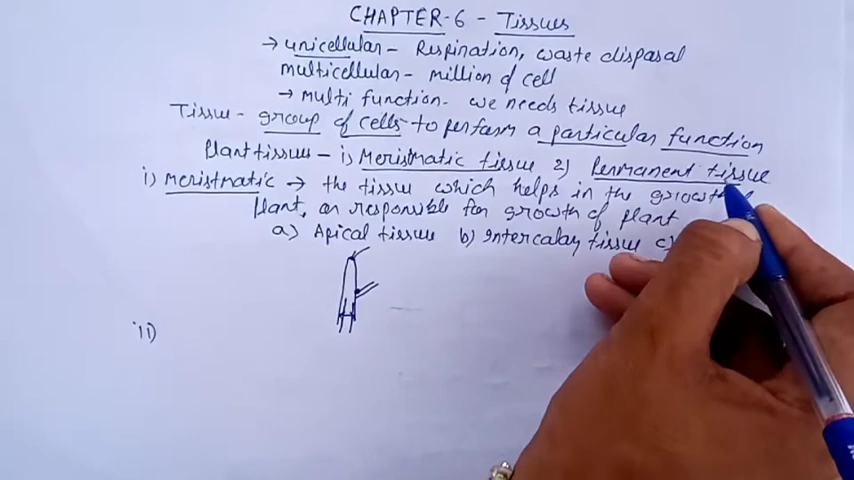 CHAPTER-6 - Tissues
→ unicellular - Respiration, waste disposal
multicellular - million of cell
→ multi function - we needs tissue
Tissue - group of cells to perform a particular function
Plant tissues - i) Meristmatic tissue 2) Permanent tissue
i) Meristmatic → the tissue which helps in the growth
Plant, or responsible for growth of plant
a) Apical tissue b) Intercalary tissue c)
ii)